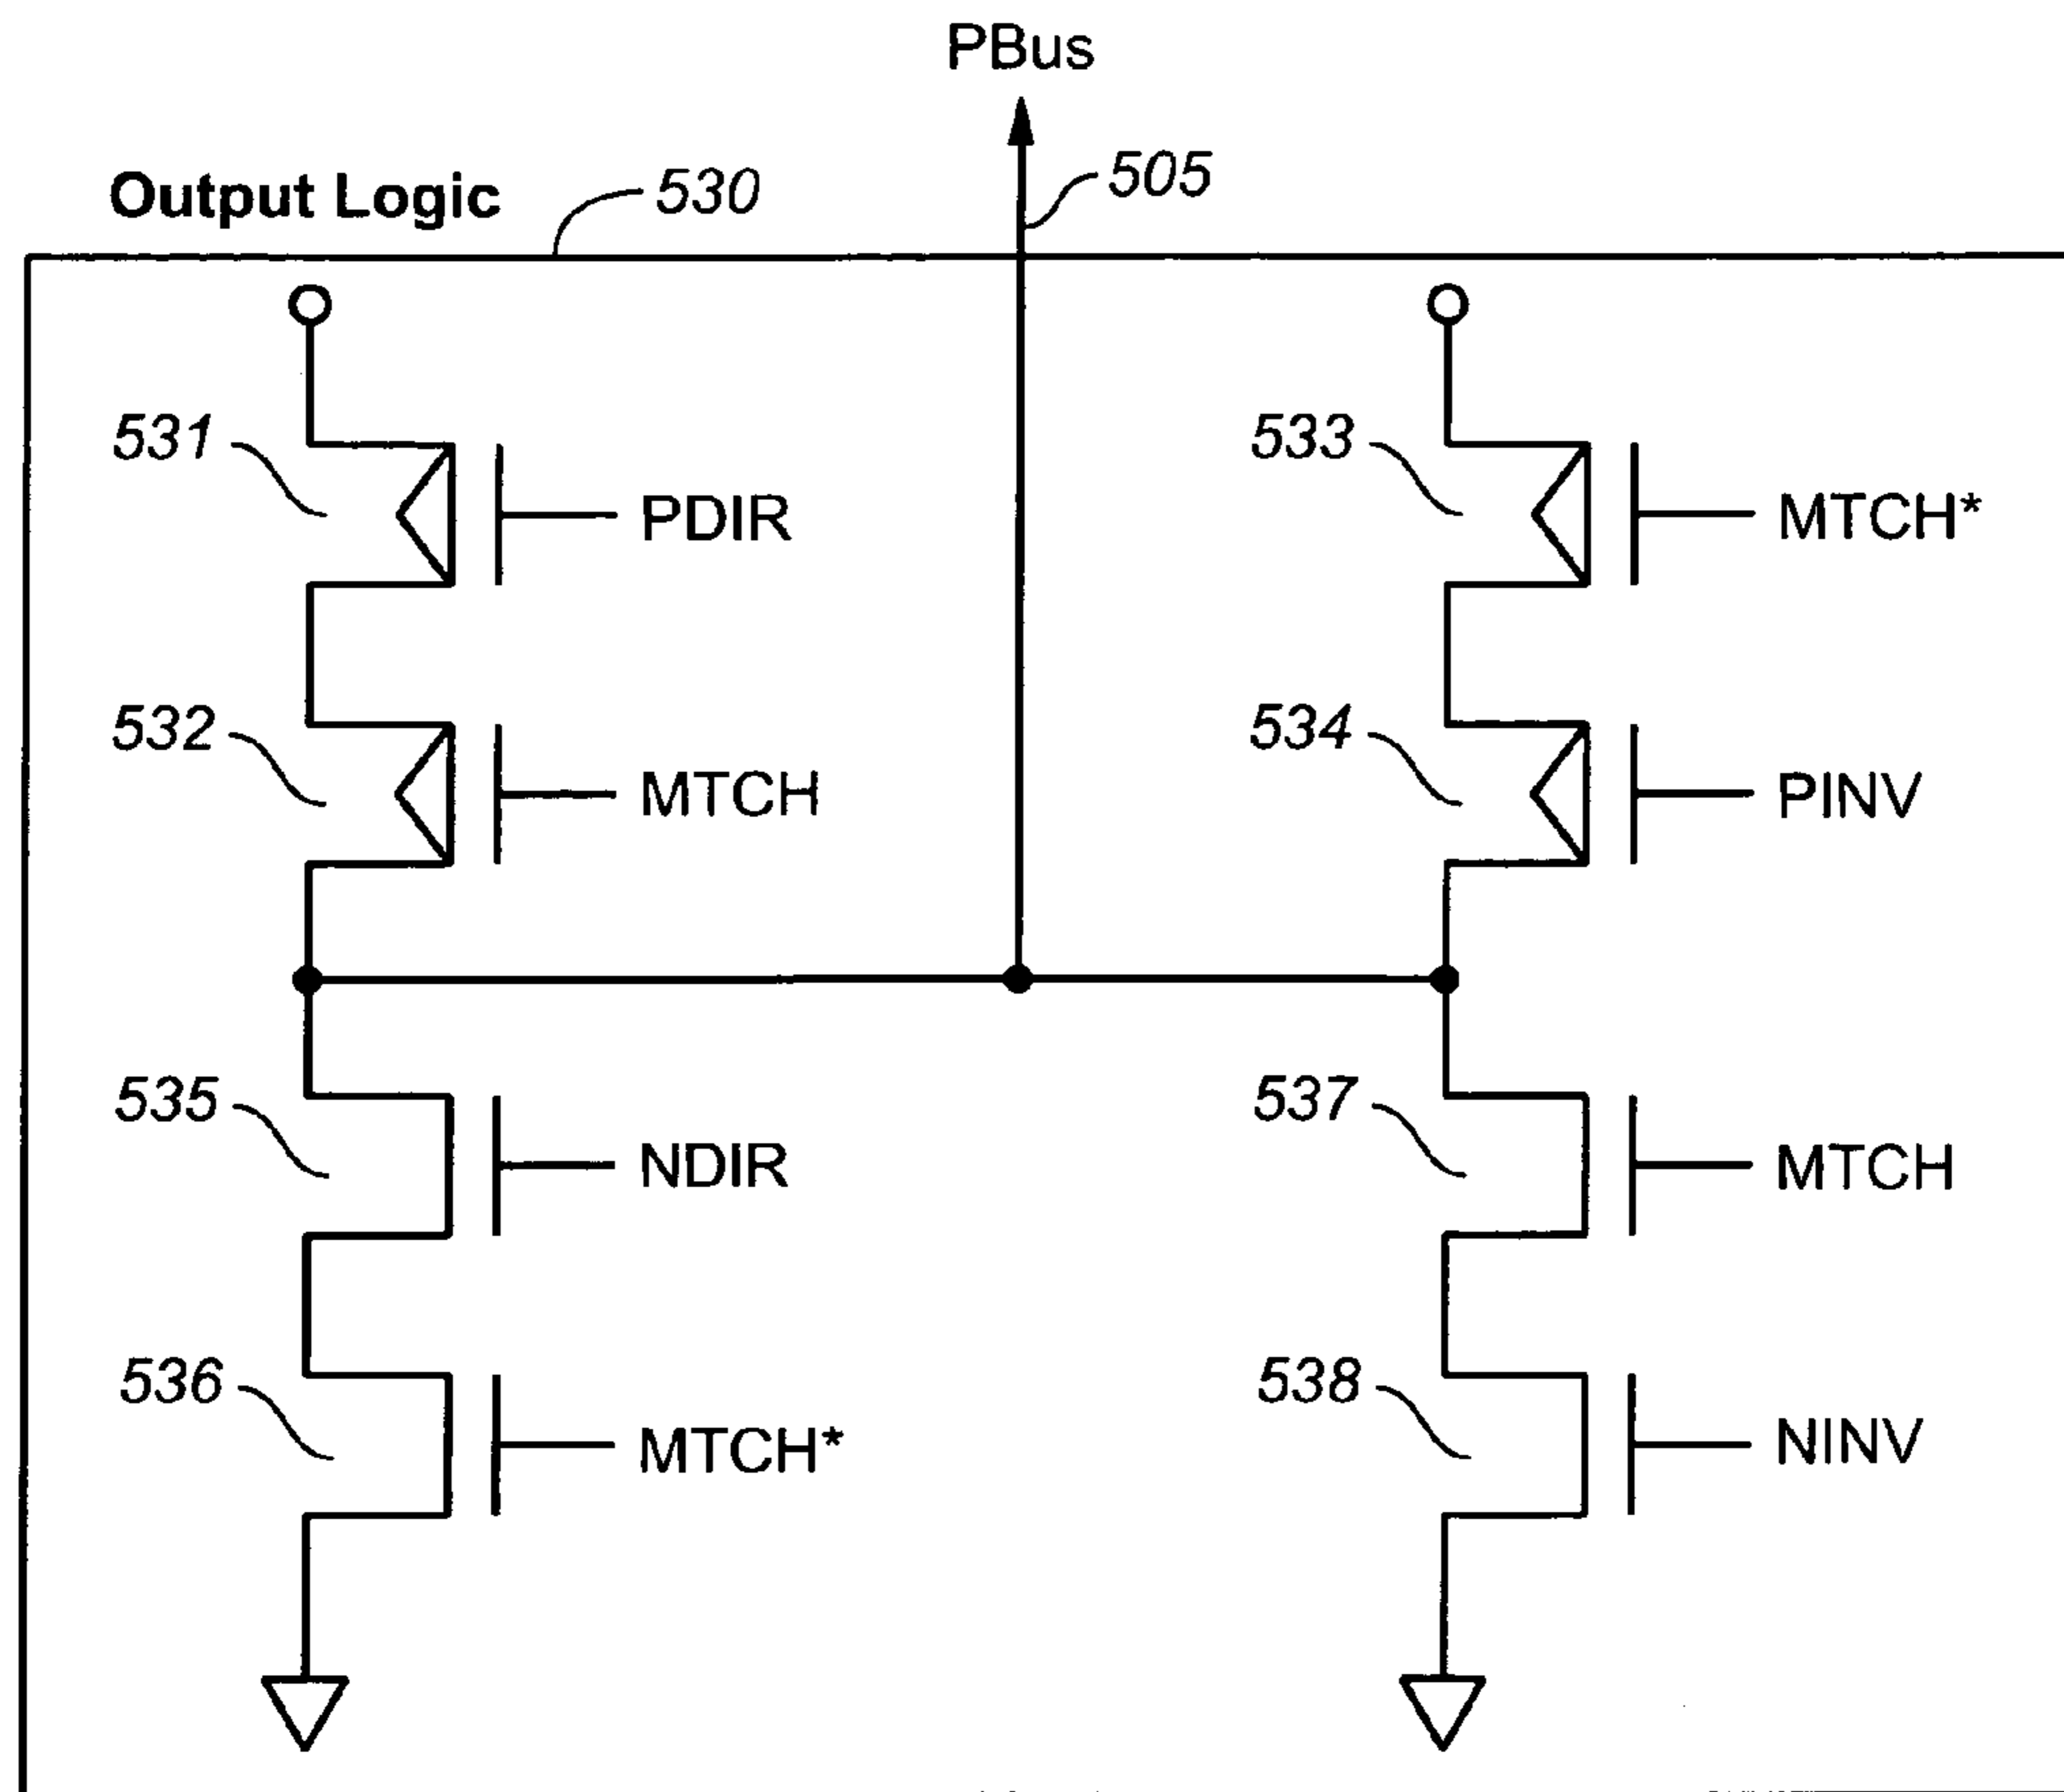 PBus
505
Output Logic
530
531
PDIR
533
MTCH*
532
MTCH
534
PINV
535
NDIR
537
MTCH
536
MTCH*
538
NINV